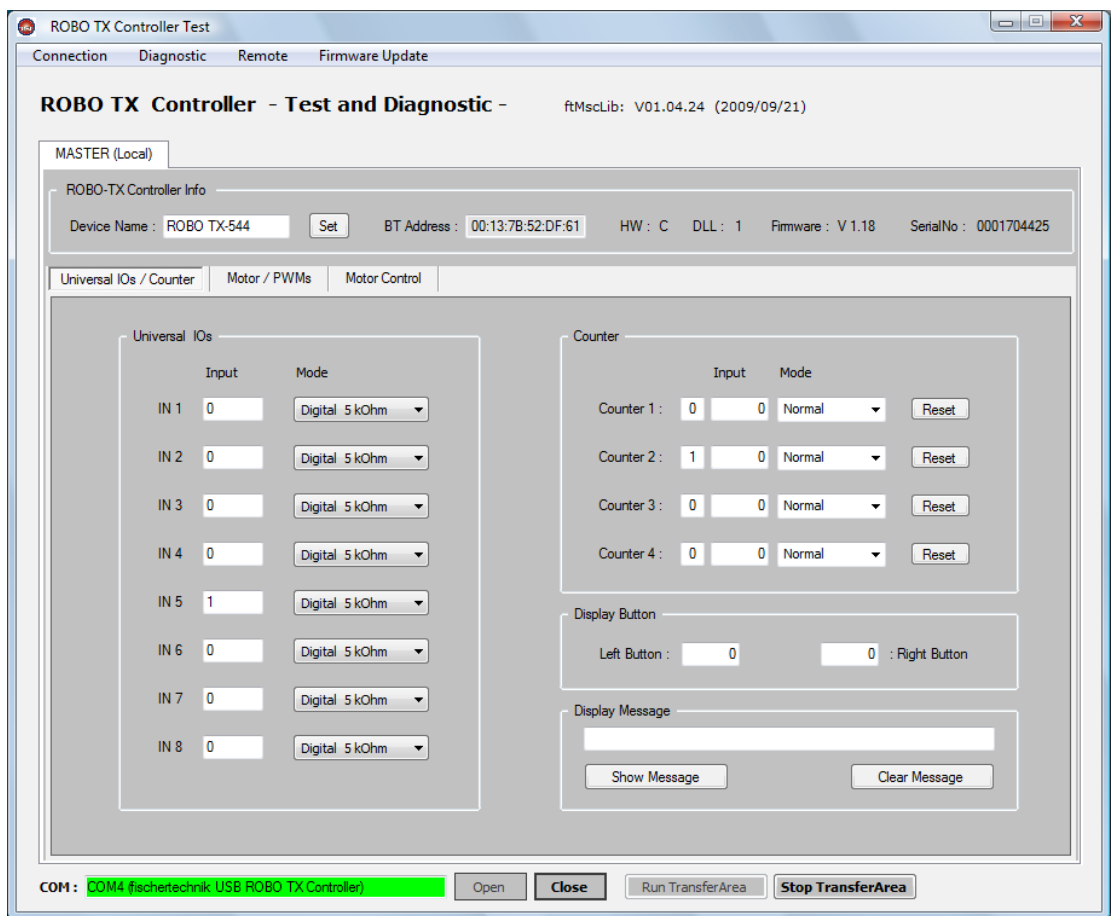 ROBO TX Controller Test
Connection Diagnostic Remote Firmware Update
ROBO TX Controller - Test and Diagnostic - ftMscLib: V01.04.24 (2009/09/21)
MASTER (Local)
ROBO-TX Controller Info
Device Name : ROBO TX-544 Set BT Address : 00:13:7B:52:DF:61 HW : C DLL : 1 Firmware : V 1.18 SerialNo : 0001704425
Universal IOs / Counter Motor / PWMs Motor Control
Universal IOs
Input Mode
IN 1 0 Digital 5 kOhm
IN 2 0 Digital 5 kOhm
IN 3 0 Digital 5 kOhm
IN 4 0 Digital 5 kOhm
IN 5 1 Digital 5 kOhm
IN 6 0 Digital 5 kOhm
IN 7 0 Digital 5 kOhm
IN 8 0 Digital 5 kOhm
Counter
Input Mode
Counter 1 : 0 0 Normal Reset
Counter 2 : 1 0 Normal Reset
Counter 3 : 0 0 Normal Reset
Counter 4 : 0 0 Normal Reset
Display Button
Left Button : 0 0 : Right Button
Display Message
Show Message Clear Message
COM : COM4 (fischertechnik USB ROBO TX Controller) Open Close Run TransferArea Stop TransferArea